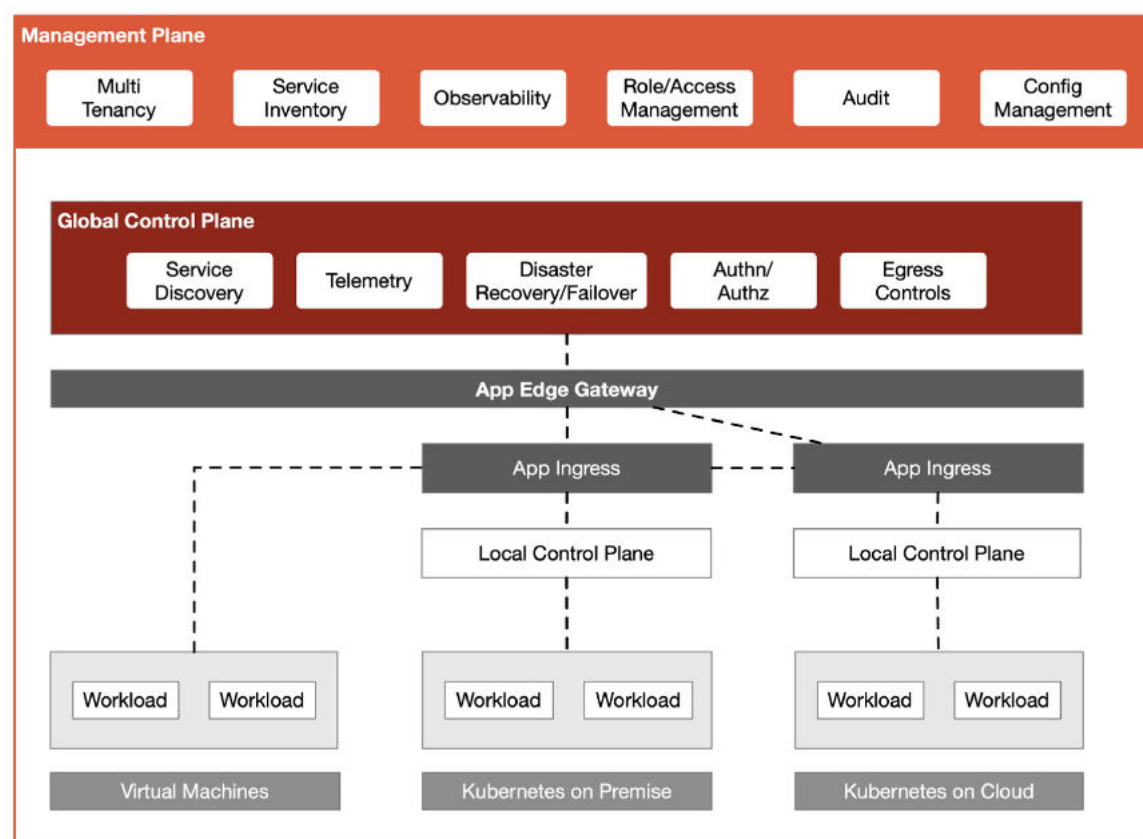 Management Plane
Multi
Tenancy
Service
Inventory
Observability
Role/Access
Management
Audit
Config
Management
Global Control Plane
Service
Discovery
Telemetry
Disaster
Recovery/Failover
Authn/
Authz
Egress
Controls
App Edge Gateway
App Ingress
App Ingress
Local Control Plane
Local Control Plane
Workload
Workload
Workload
Workload
Workload
Workload
Virtual Machines
Kubernetes on Premise
Kubernetes on Cloud